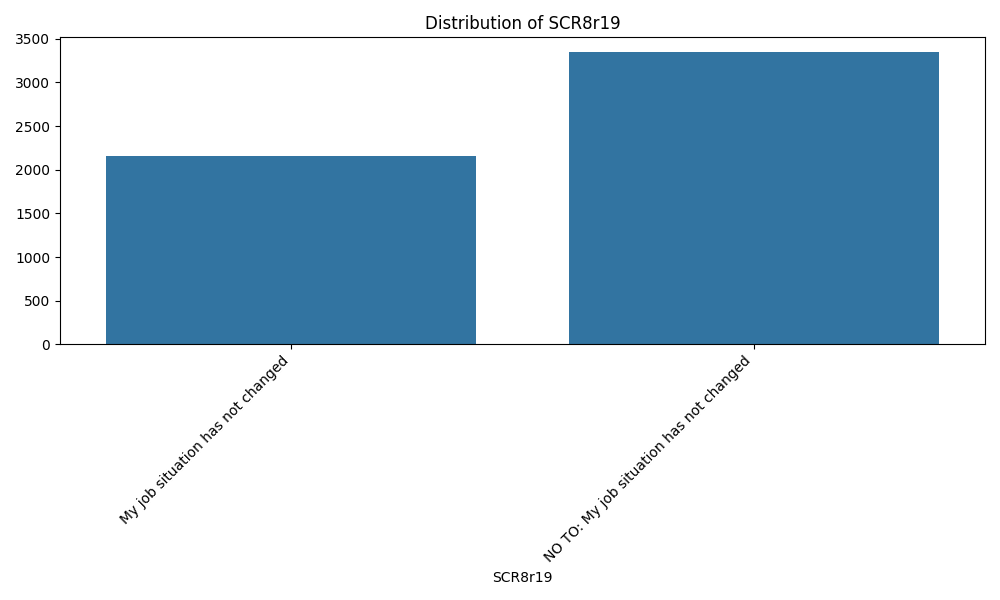 Distribution of SCR8r19
3500
3000
2500
2000
1500
1000
500
0
My job situation has not changed
NO TO: My job situation has not changed
SCR8r19